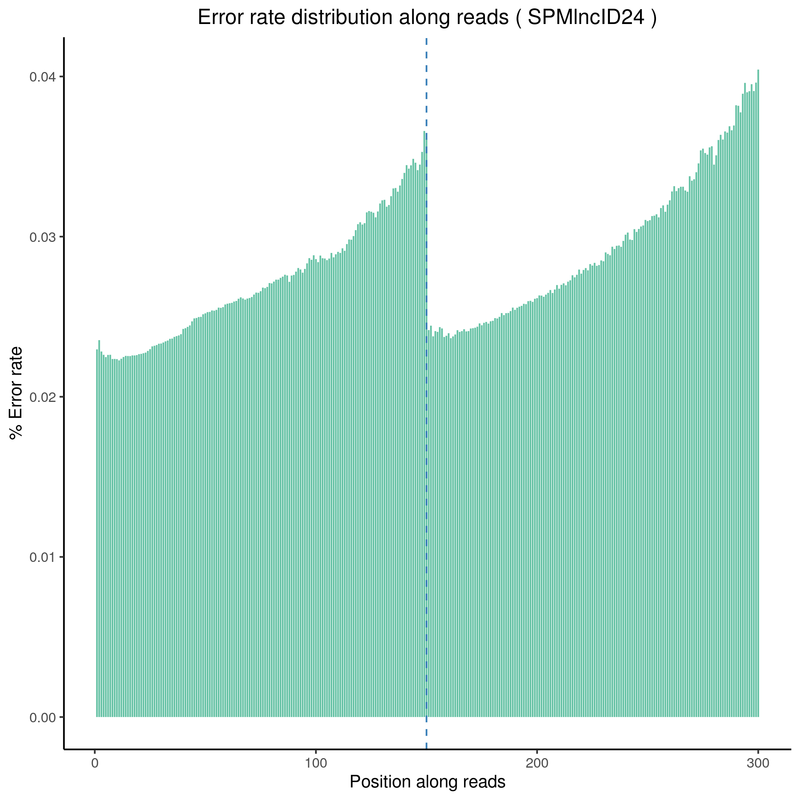 Error rate distribution along reads ( SPMlncID24 )
% Error rate
0.04
0.03
0.02
0.01
0.00
0 100 200 300
Position along reads